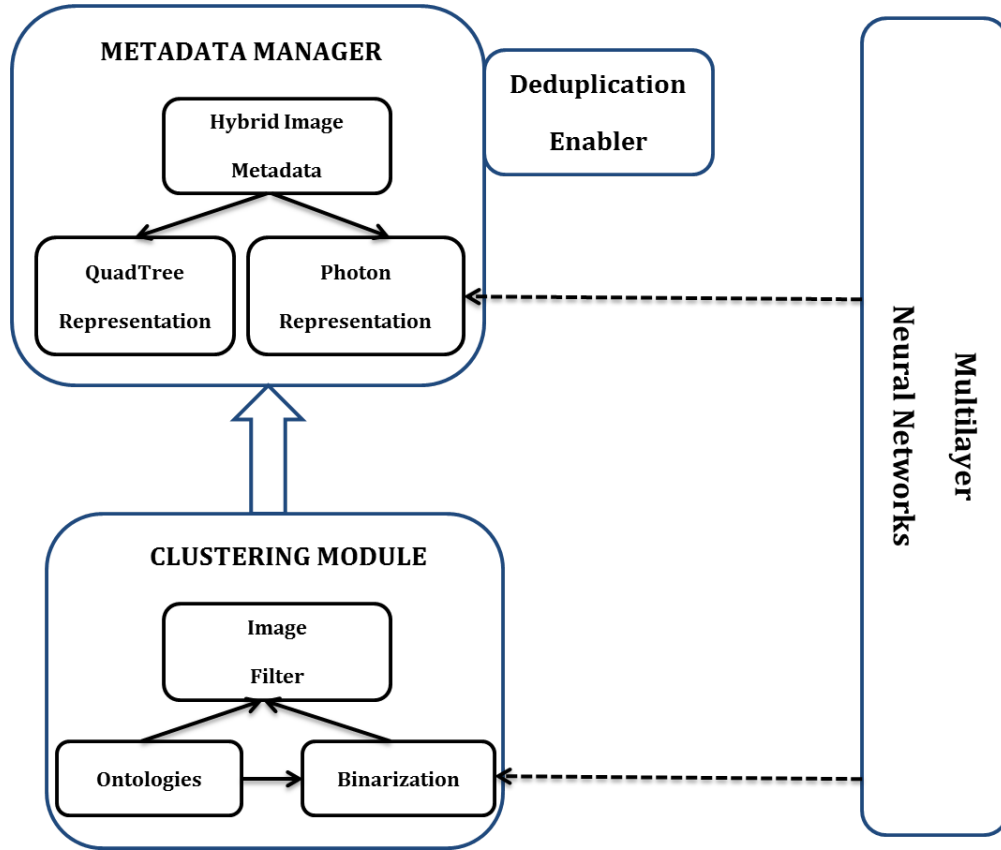 METADATA MANAGER
Hybrid Image
Metadata
QuadTree
Representation
Photon
Representation
Deduplication
Enabler
Multilayer
Neural Networks
CLUSTERING MODULE
Image
Filter
Ontologies
Binarization